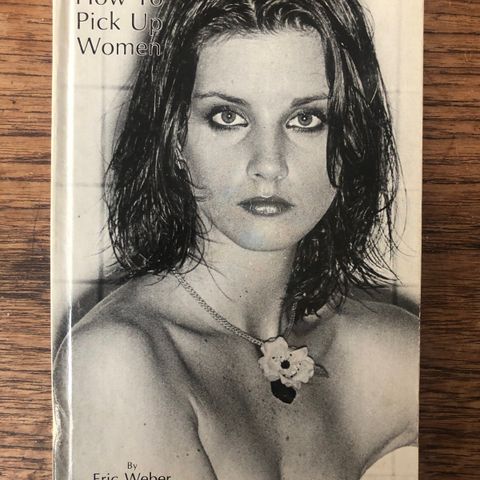 How To
Pick Up
Women
By
Eric Weber